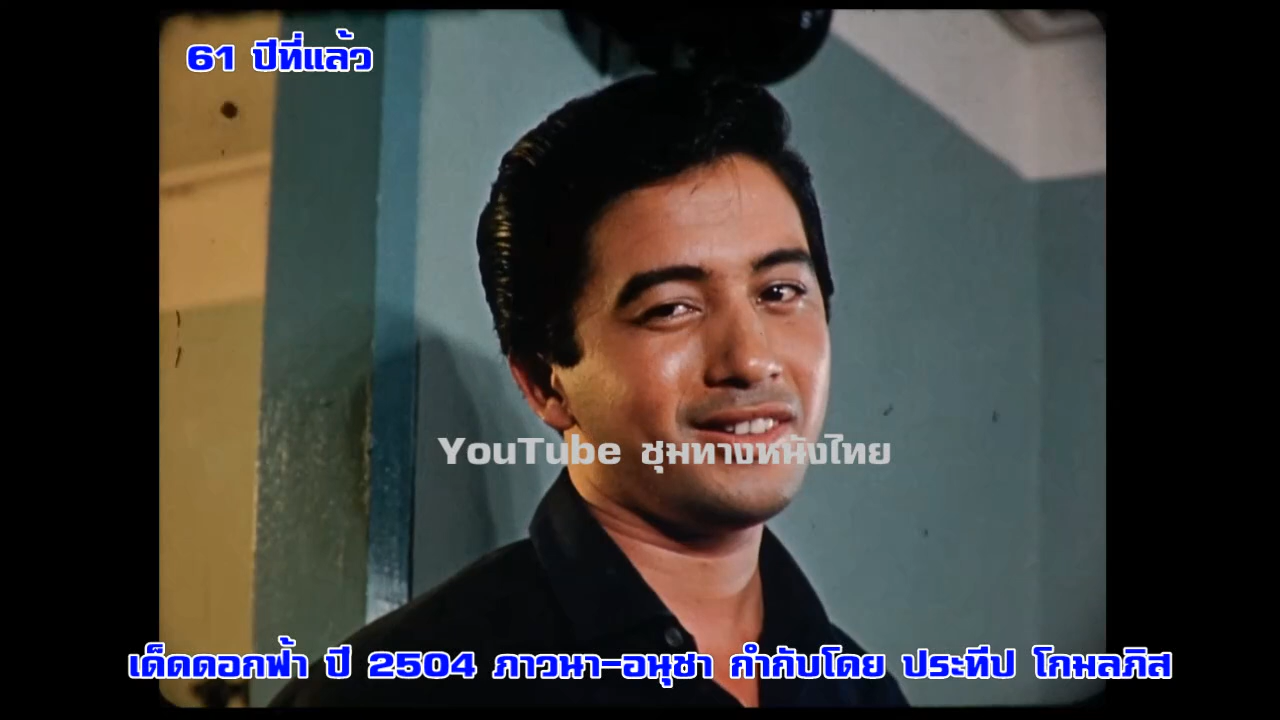 61 ปีที่แล้ว
YouTube ชุมทางหนังไทย
เด็ดดอกฟ้า ปี 2504 ภาวนา-อนุชา กำกับโดย ประทีป โกมลภิส